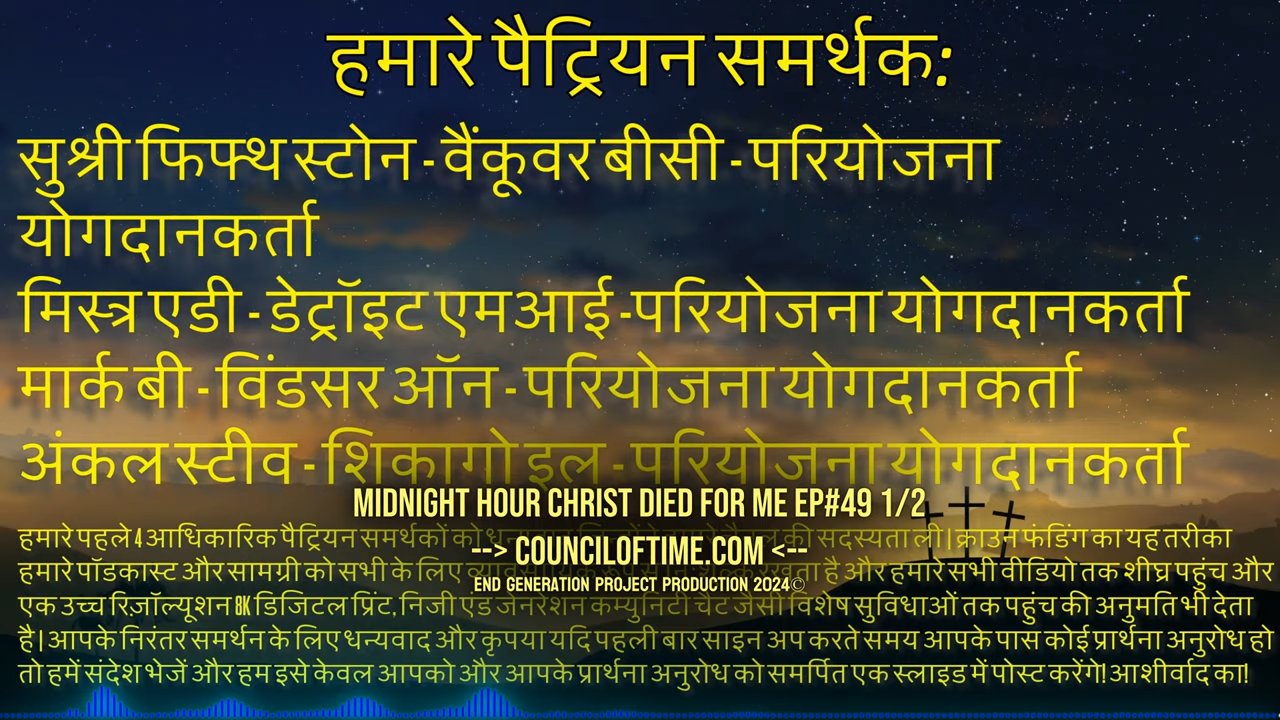 हमारे पैट्रियन समर्थक:
सुश्री फिफ्थ स्टोन - वैंकूवर बीसी - परियोजना
योगदानकर्ता
मिस्त्र एडी - डेट्रॉइट एमआई -परियोजना योगदानकर्ता
मार्क बी - विंडसर ऑन - परियोजना योगदानकर्ता
अंकल स्टीव - शिकागो इल - परियोजना योगदानकर्ता
MIDNIGHT HOUR CHRIST DIED FOR ME EP#49 1/2
हमारे पहले 4 आधिकारिक पैट्रियन समर्थकों को की सदस्यता ली। क्राउन फंडिंग का यह तरीका
--> COUNCILOFTIME.COM <--
हमारे पॉडकास्ट और सामग्री को सभी के लिए है और हमारे सभी वीडियो तक शीघ्र पहुंच और
END GENERATION PROJECT PRODUCTION 2024©
एक उच्च रिज़ॉल्यूशन 8K डिजिटल प्रिंट, निजी एंड जनरेशन कम्युनिटी चैट जैसी विशेष सुविधाओं तक पहुंच की अनुमति भी देता
है। आपके निरंतर समर्थन के लिए धन्यवाद और कृपया यदि पहली बार साइन अप करते समय आपके पास कोई प्रार्थना अनुरोध हो
तो हमें संदेश भेजें और हम इसे केवल आपको और आपके प्रार्थना अनुरोध को समर्पित एक स्लाइड में पोस्ट करेंगे! आशीर्वाद का!